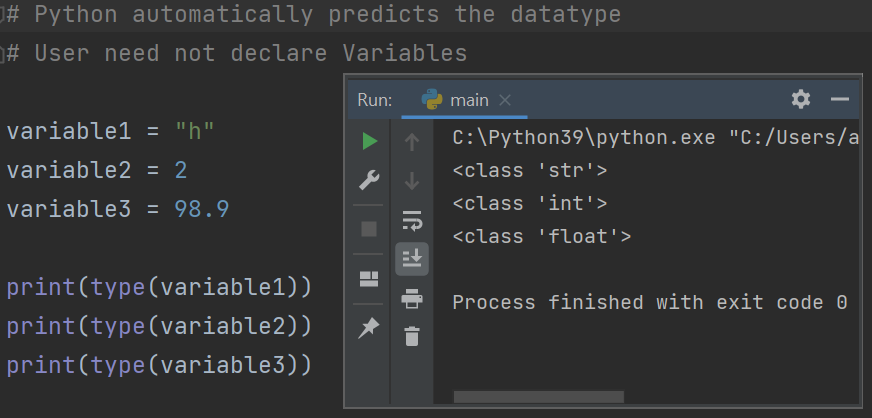 # Python automatically predicts the datatype
# User need not declare Variables
variable1 = "h"
variable2 = 2
variable3 = 98.9
print(type(variable1))
print(type(variable2))
print(type(variable3))
Run: main
C:\Python39\python.exe "C:/Users/a
<class 'str'>
<class 'int'>
<class 'float'>
Process finished with exit code 0